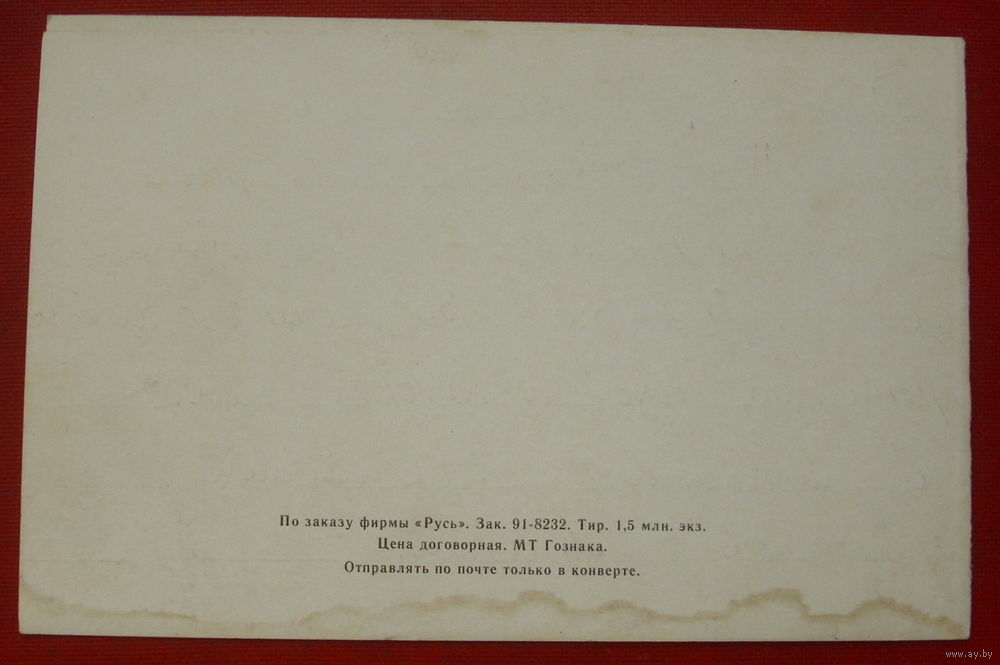 По заказу фирмы «Русь». Зак. 91-8232. Тир. 1,5 млн. экз.
Цена договорная. МТ Гознака.
Отправлять по почте только в конверте.
www.ay.by